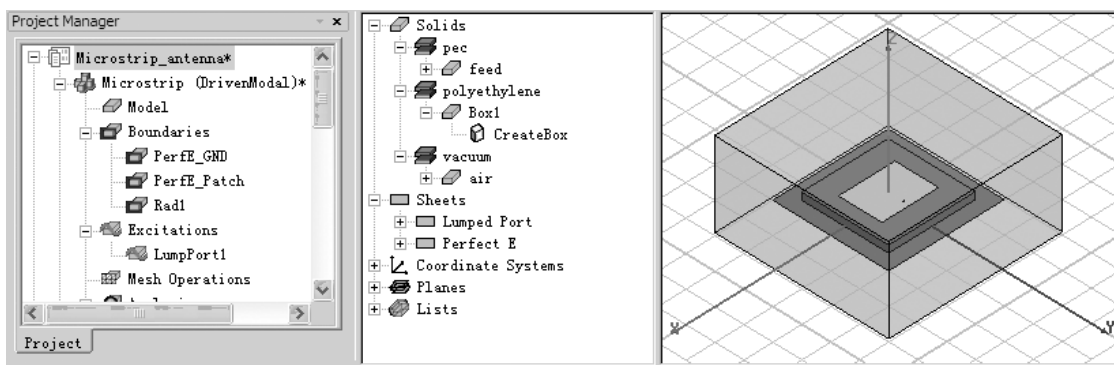 Project Manager
Microstrip_antenna*
Microstrip (DrivenModal)*
Model
Boundaries
PerfE_GND
PerfE_Patch
Rad1
Excitations
LumpPort1
Mesh Operations
Project
Solids
pec
feed
polyethylene
Box1
CreateBox
vacuum
air
Sheets
Lumped Port
Perfect E
Coordinate Systems
Planes
Lists
Z
X
Y